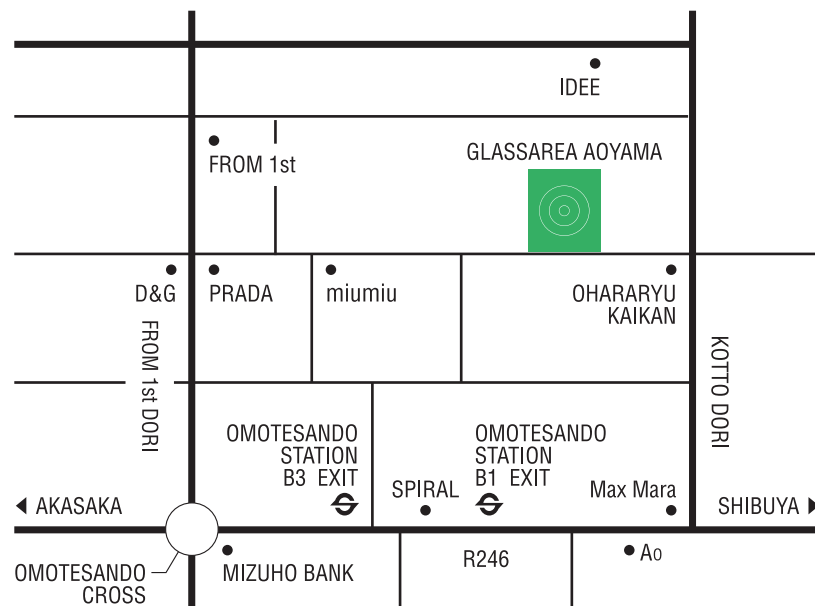 IDEE
GLASSAREA AOYAMA
FROM 1st
D&G
PRADA
miumiu
OHARARYU
KAIKAN
FROM 1st DORI
KOTTO DORI
OMOTESANDO
STATION
B3 EXIT
OMOTESANDO
STATION
B1 EXIT
SPIRAL
Max Mara
AKASAKA
SHIBUYA
OMOTESANDO
CROSS
MIZUHO BANK
R246
Ao